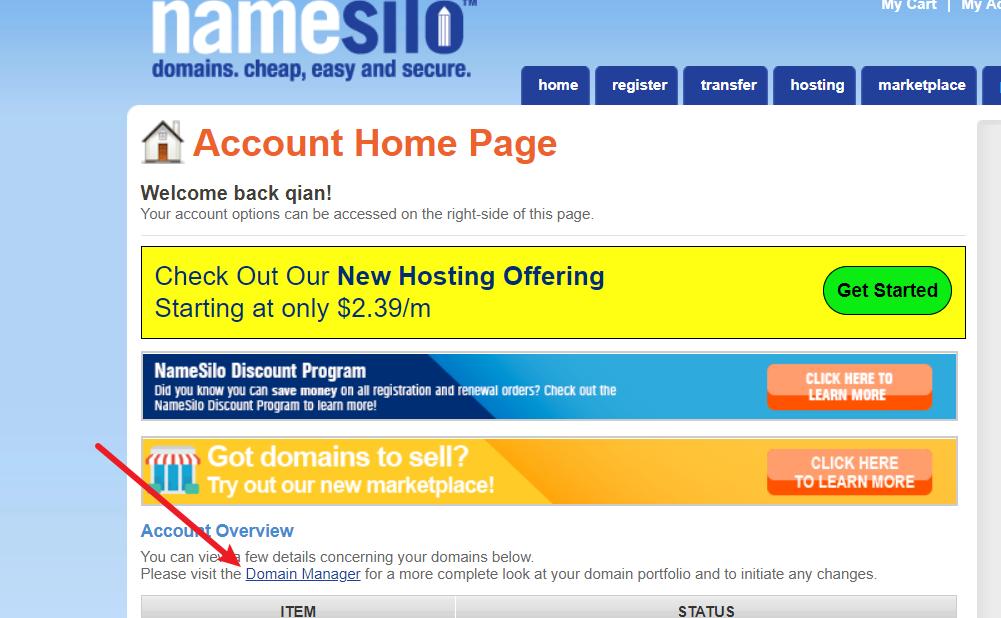 namesilo™
domains. cheap, easy and secure.
My Cart | My Ac
home register transfer hosting marketplace
Account Home Page
Welcome back qian!
Your account options can be accessed on the right-side of this page.
Check Out Our New Hosting Offering
Starting at only $2.39/m
Get Started
NameSilo Discount Program
Did you know you can save money on all registration and renewal orders? Check out the
NameSilo Discount Program to learn more!
CLICK HERE TO
LEARN MORE
Got domains to sell?
Try out our new marketplace!
CLICK HERE
TO LEARN MORE
Account Overview
You can view a few details concerning your domains below.
Please visit the Domain Manager for a more complete look at your domain portfolio and to initiate any changes.
ITEM STATUS